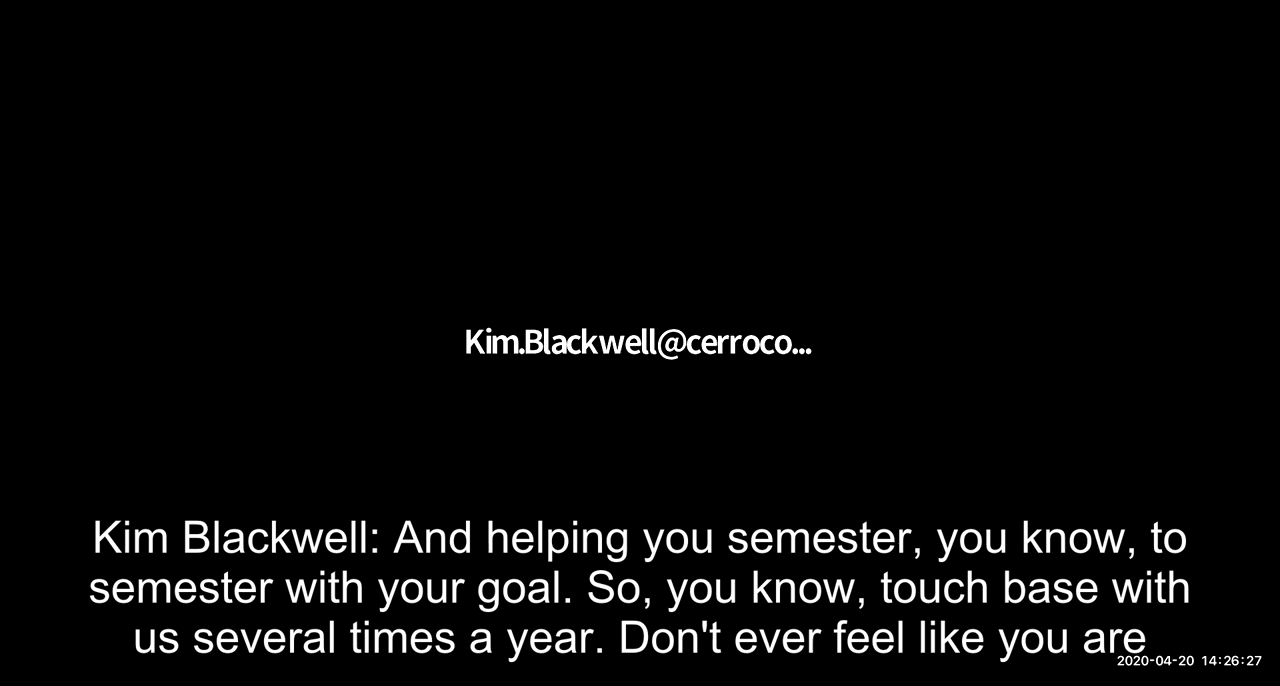 Kim.Blackwell@cerroco...
Kim Blackwell: And helping you semester, you know, to
semester with your goal. So, you know, touch base with
us several times a year. Don't ever feel like you are
2020-04-20 14:26:27